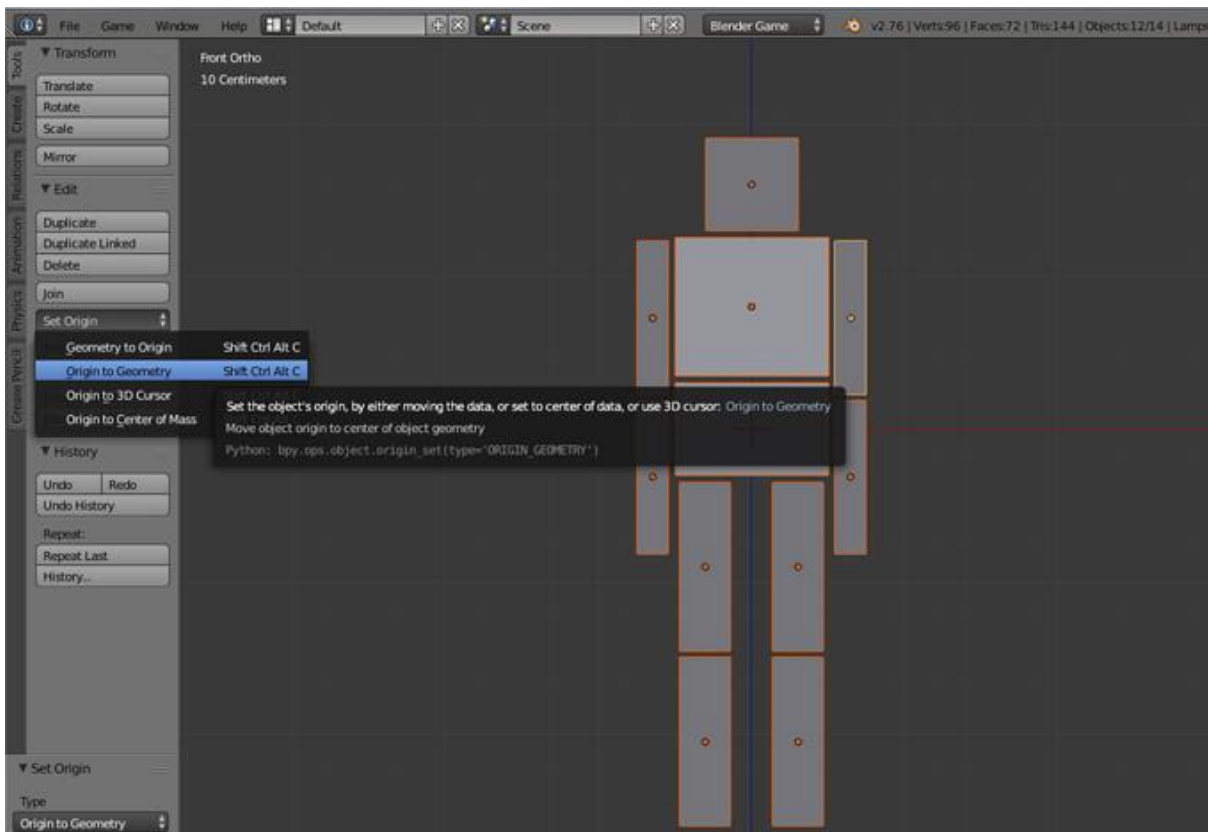 File Game Window Help Default Scene Blender Game v2.76 | Verts:96 | Faces:72 | Tris:144 | Objects:12/14 |
Tools
Create
Relations
Animation
Physics
Grease Pencil
▼ Transform
Translate
Rotate
Scale
Mirror
▼ Edit
Duplicate
Duplicate Linked
Delete
Join
Set Origin
Geometry to Origin Shift Ctrl Alt C
Origin to Geometry Shift Ctrl Alt C
Origin to 3D Cursor
Origin to Center of Mass
Set the object's origin, by either moving the data, or set to center of data, or use 3D cursor: Origin to Geometry
Move object origin to center of object geometry
Python: bpy.ops.object.origin_set(type='ORIGIN_GEOMETRY')
▼ History
Undo Redo
Undo History
Repeat:
Repeat Last
History...
▼ Set Origin
Type
Origin to Geometry
Front Ortho
10 Centimeters